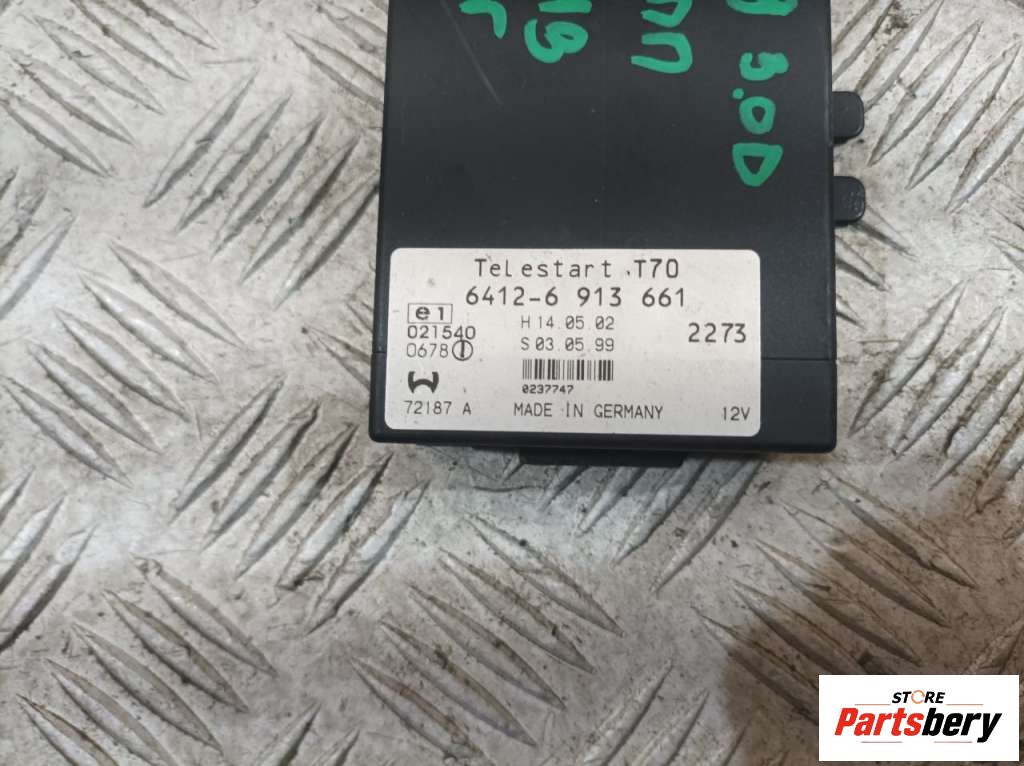 3.0D
Telestart T70
6412-6 913 661
e1
021540
0678 I
H 14.05.02
S 03.05.99
2273
0237747
72187 A MADE IN GERMANY 12V
STORE
Partsbery